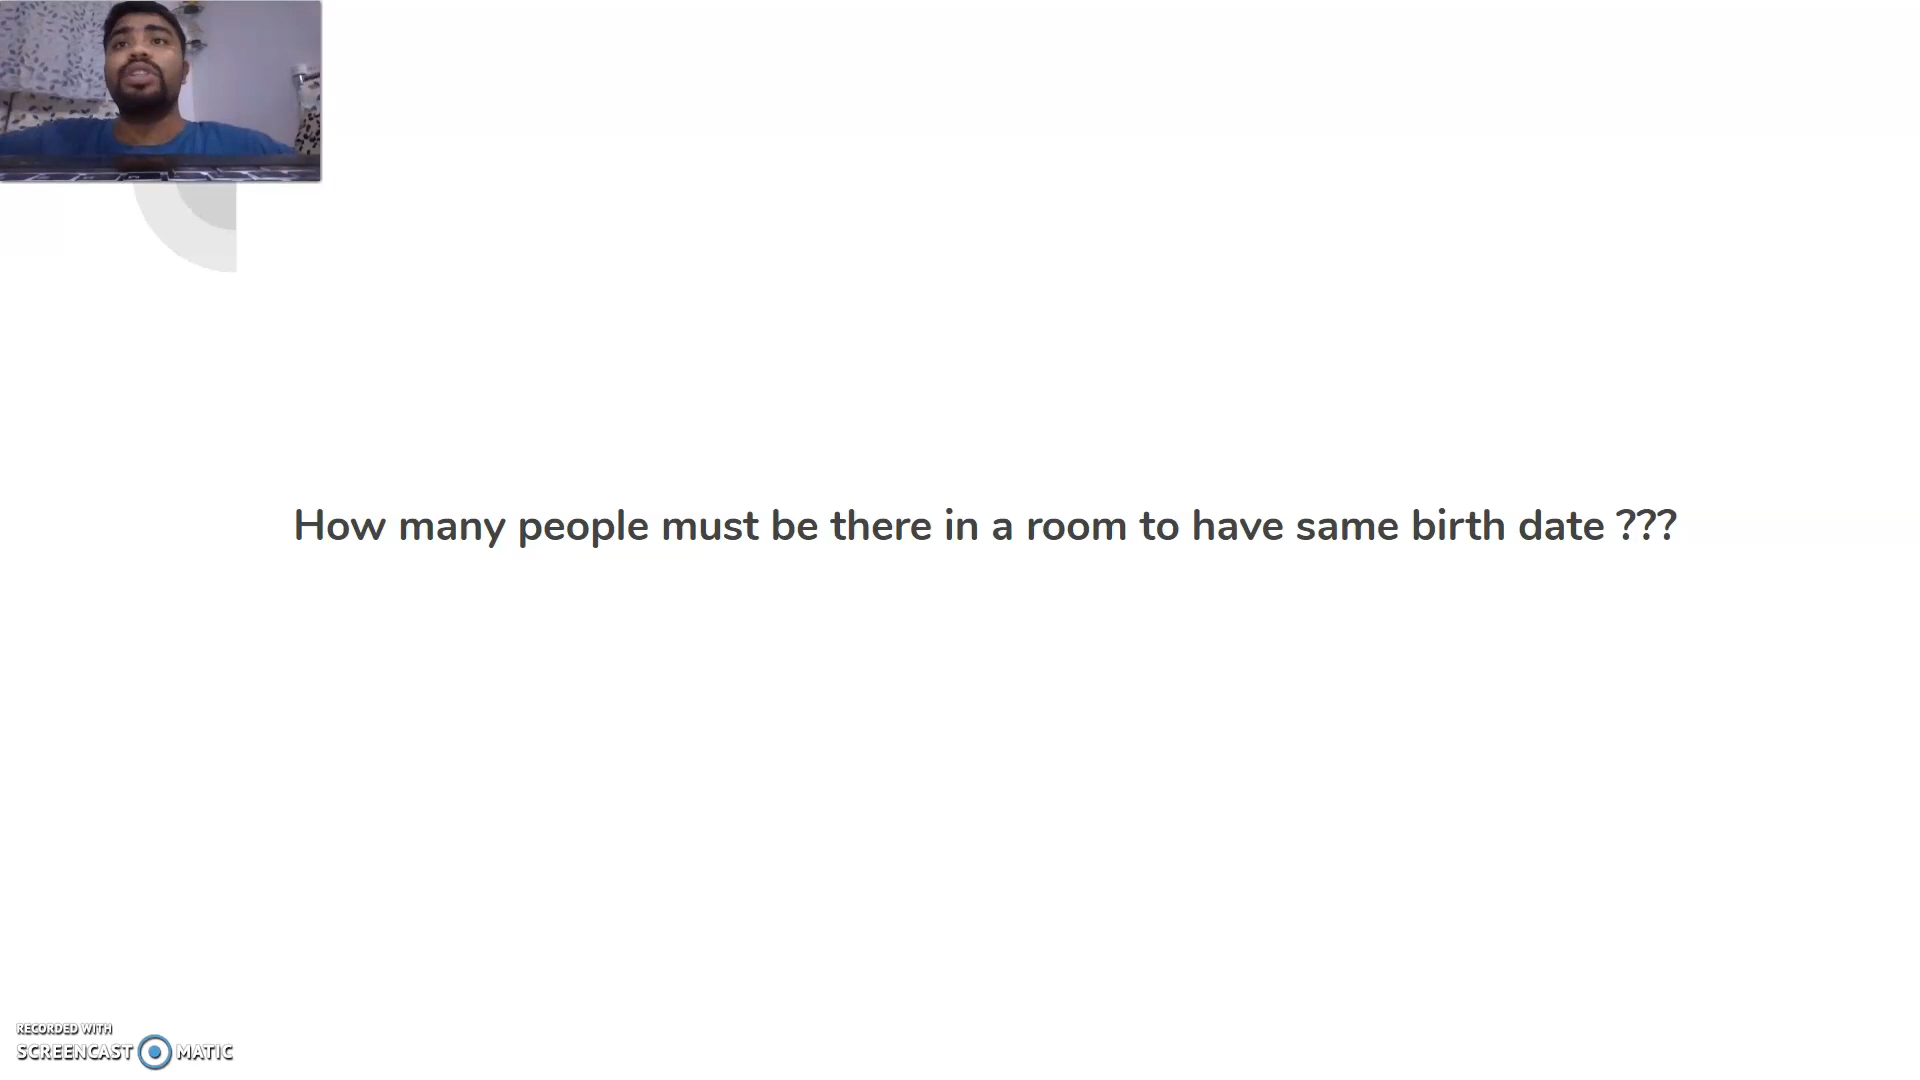 How many people must be there in a room to have same birth date ???
RECORDED WITH
SCREENCAST MATIC